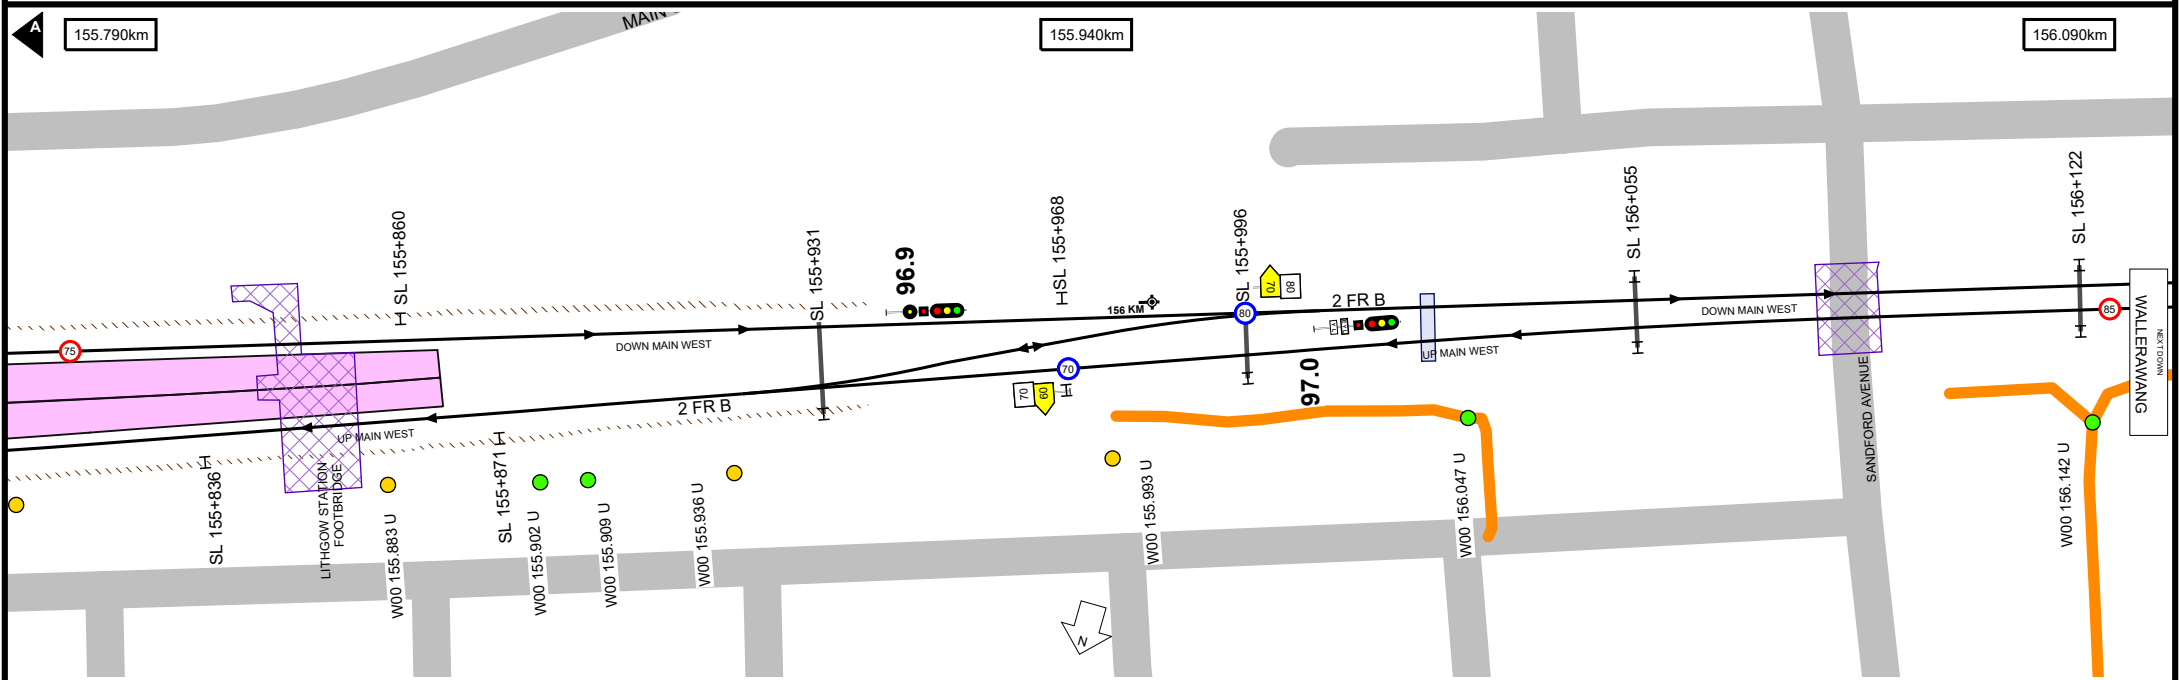 A
155.790km
155.940km
156.090km
MAIN
SL 155+860
SL 155+931
96.9
SL 155+968
156 KM
SL 155+996
70
80
80
2 FR B
SL 156+055
SL 156+122
75
DOWN MAIN WEST
DOWN MAIN WEST
85
WALLERAWANG
NEXT DOWN
UP MAIN WEST
70
70
60
97.0
2 FR B
UP MAIN WEST
SL 155+836
LITHGOW STATION
FOOTBRIDGE
W00 155.883 U
SL 155+871
W00 155.902 U
W00 155.909 U
W00 155.936 U
W00 155.993 U
W00 156.047 U
SANDFORD AVENUE
W00 156.142 U
N